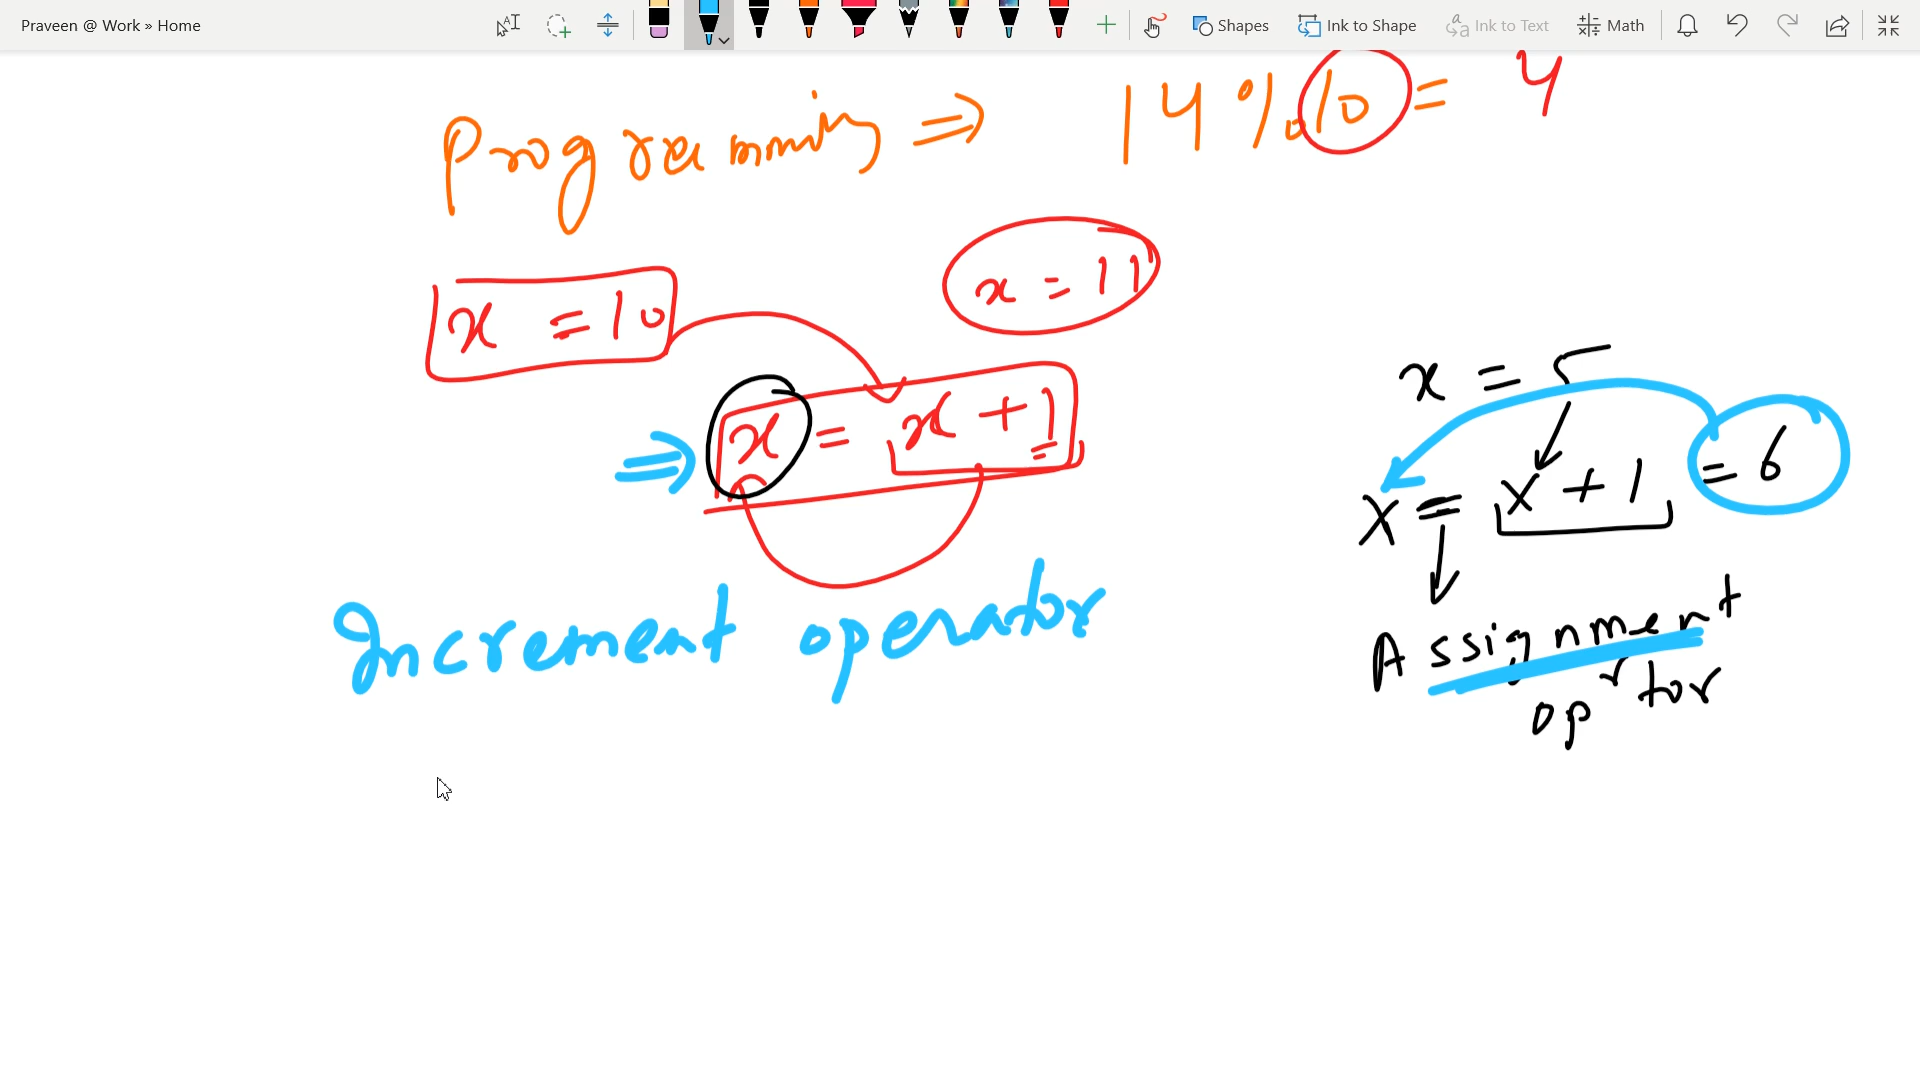 Praveen @ Work » Home Shapes Ink to Shape Ink to Text Math
Programming ⇒ 14%10 = 4
x = 10
x = 11
⇒ x = x + 1
x = 5
x = x + 1 = 6
Increment operator
Assignment
oprtor